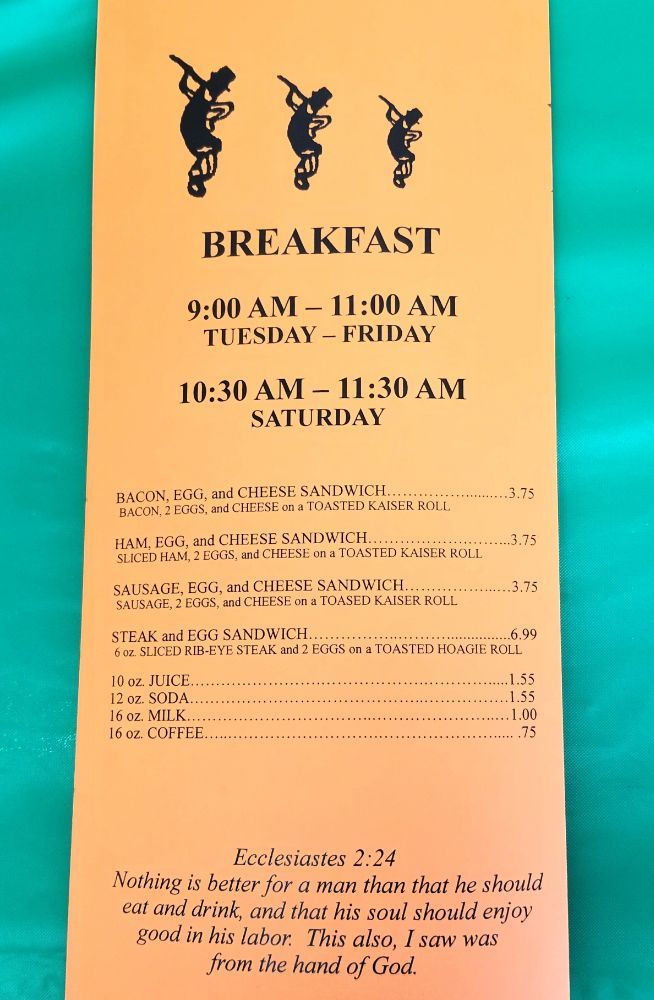 BREAKFAST
9:00 AM – 11:00 AM
TUESDAY – FRIDAY
10:30 AM – 11:30 AM
SATURDAY
BACON, EGG, and CHEESE SANDWICH........................3.75
BACON, 2 EGGS, and CHEESE on a TOASTED KAISER ROLL
HAM, EGG, and CHEESE SANDWICH........................3.75
SLICED HAM, 2 EGGS, and CHEESE on a TOASTED KAISER ROLL
SAUSAGE, EGG, and CHEESE SANDWICH........................3.75
SAUSAGE, 2 EGGS, and CHEESE on a TOASED KAISER ROLL
STEAK and EGG SANDWICH........................6.99
6 oz. SLICED RIB-EYE STEAK and 2 EGGS on a TOASTED HOAGIE ROLL
10 oz. JUICE........................1.55
12 oz. SODA........................1.55
16 oz. MILK........................1.00
16 oz. COFFEE........................ .75
Ecclesiastes 2:24
Nothing is better for a man than that he should
eat and drink, and that his soul should enjoy
good in his labor. This also, I saw was
from the hand of God.